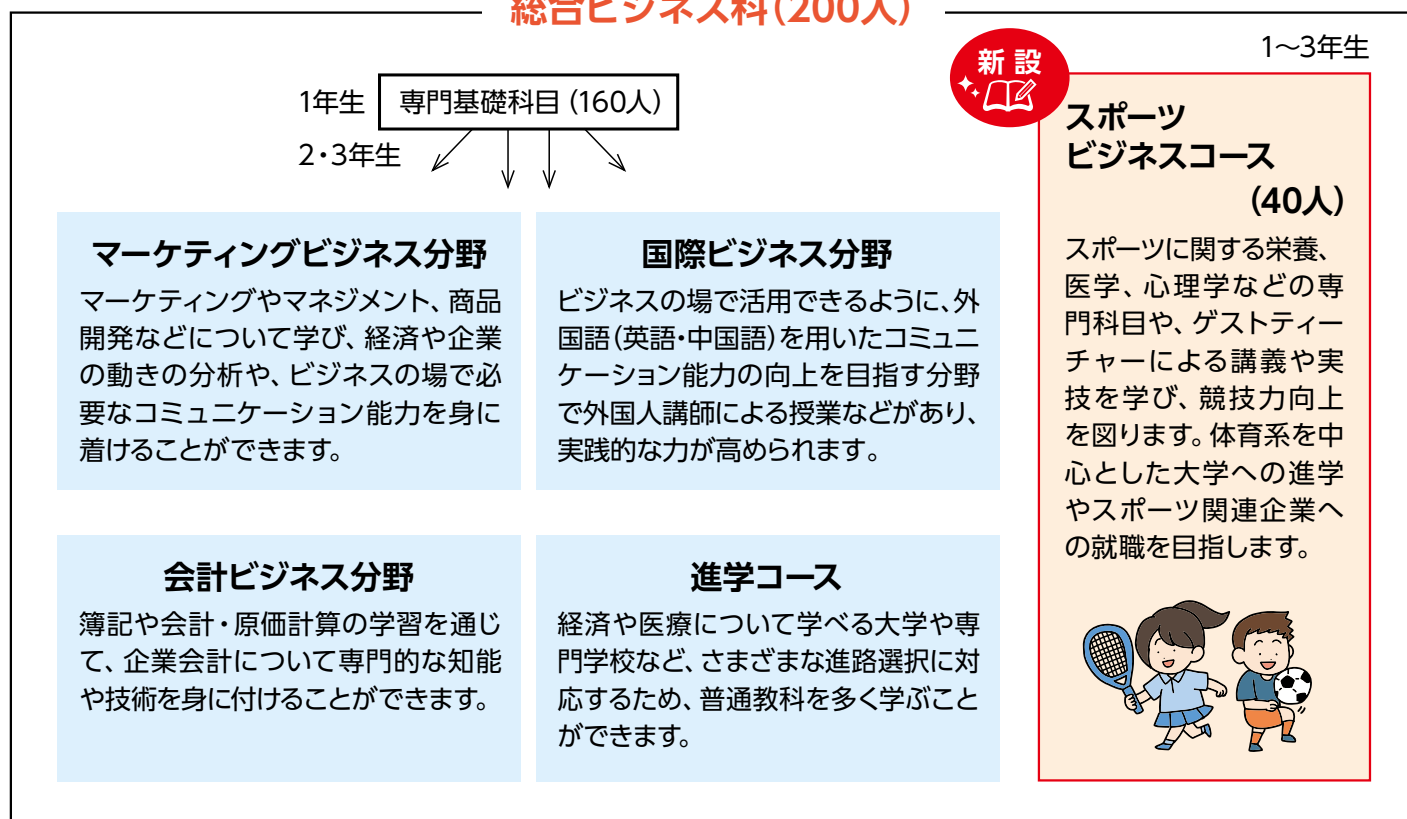 総合ビジネス科(200人)
1年生 専門基礎科目(160人)
2・3年生
マーケティングビジネス分野
マーケティングやマネジメント、商品
開発などについて学び、経済や企業
の動きの分析や、ビジネスの場で必
要なコミュニケーション能力を身に
着けることができます。
国際ビジネス分野
ビジネスの場で活用できるように、外
国語(英語・中国語)を用いたコミュニ
ケーション能力の向上を目指す分野
で外国人講師による授業などがあり、
実践的な力が高められます。
会計ビジネス分野
簿記や会計・原価計算の学習を通じ
て、企業会計について専門的な知能
や技術を身に付けることができます。
進学コース
経済や医療について学べる大学や専
門学校など、さまざまな進路選択に対
応するため、普通教科を多く学ぶこと
ができます。
新設
1〜3年生
スポーツ
ビジネスコース
(40人)
スポーツに関する栄養、
医学、心理学などの専
門科目や、ゲストティー
チャーによる講義や実
技を学び、競技力向上
を図ります。体育系を中
心とした大学への進学
やスポーツ関連企業へ
の就職を目指します。